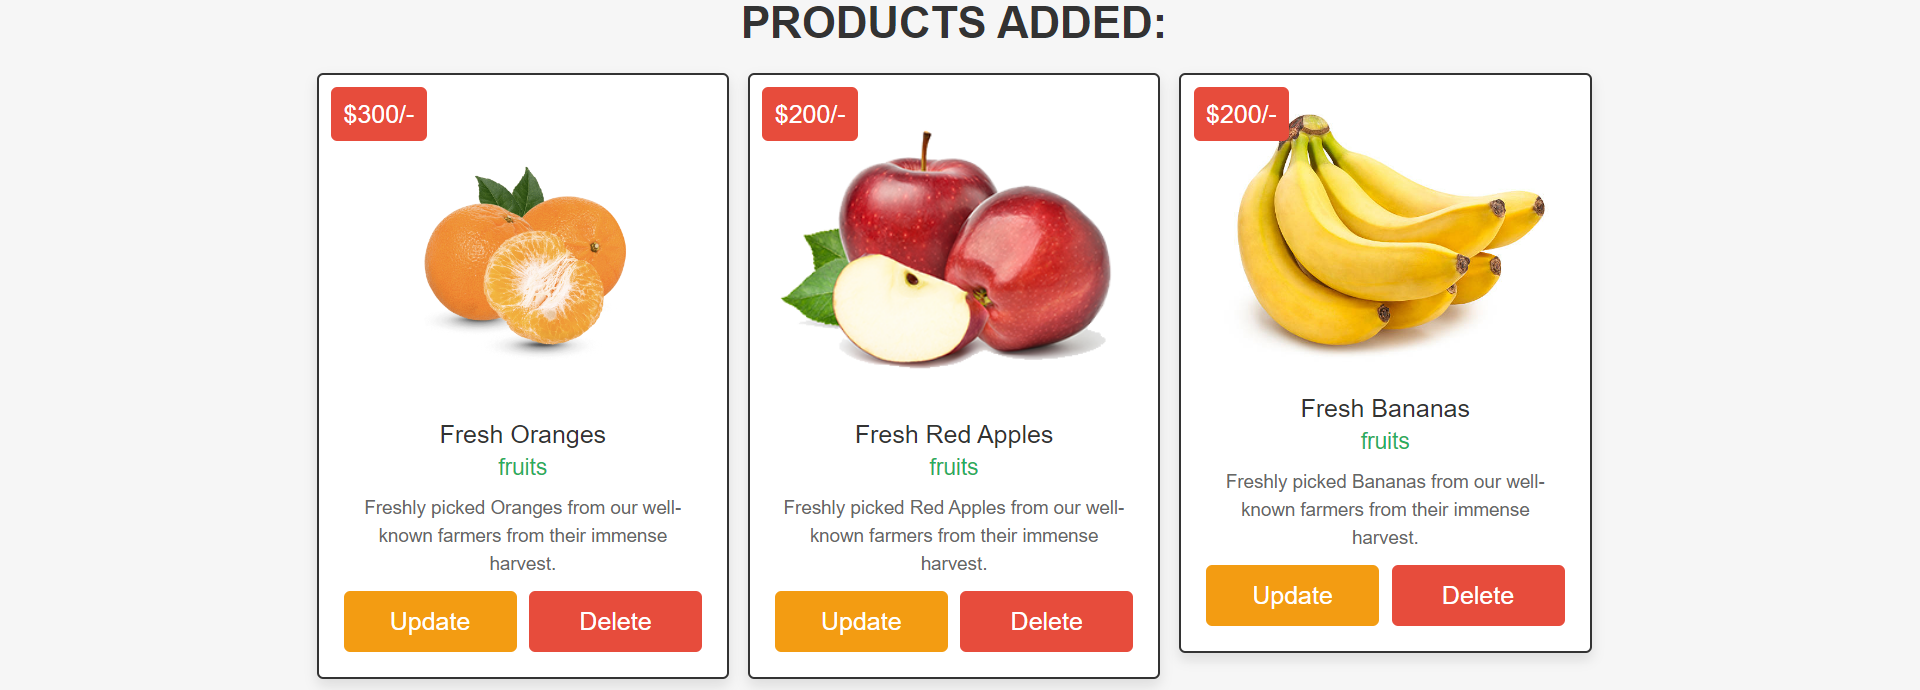 PRODUCTS ADDED:
$300/-
Fresh Oranges
fruits
Freshly picked Oranges from our well-
known farmers from their immense
harvest.
Update
Delete
$200/-
Fresh Red Apples
fruits
Freshly picked Red Apples from our well-
known farmers from their immense
harvest.
Update
Delete
$200/-
Fresh Bananas
fruits
Freshly picked Bananas from our well-
known farmers from their immense
harvest.
Update
Delete